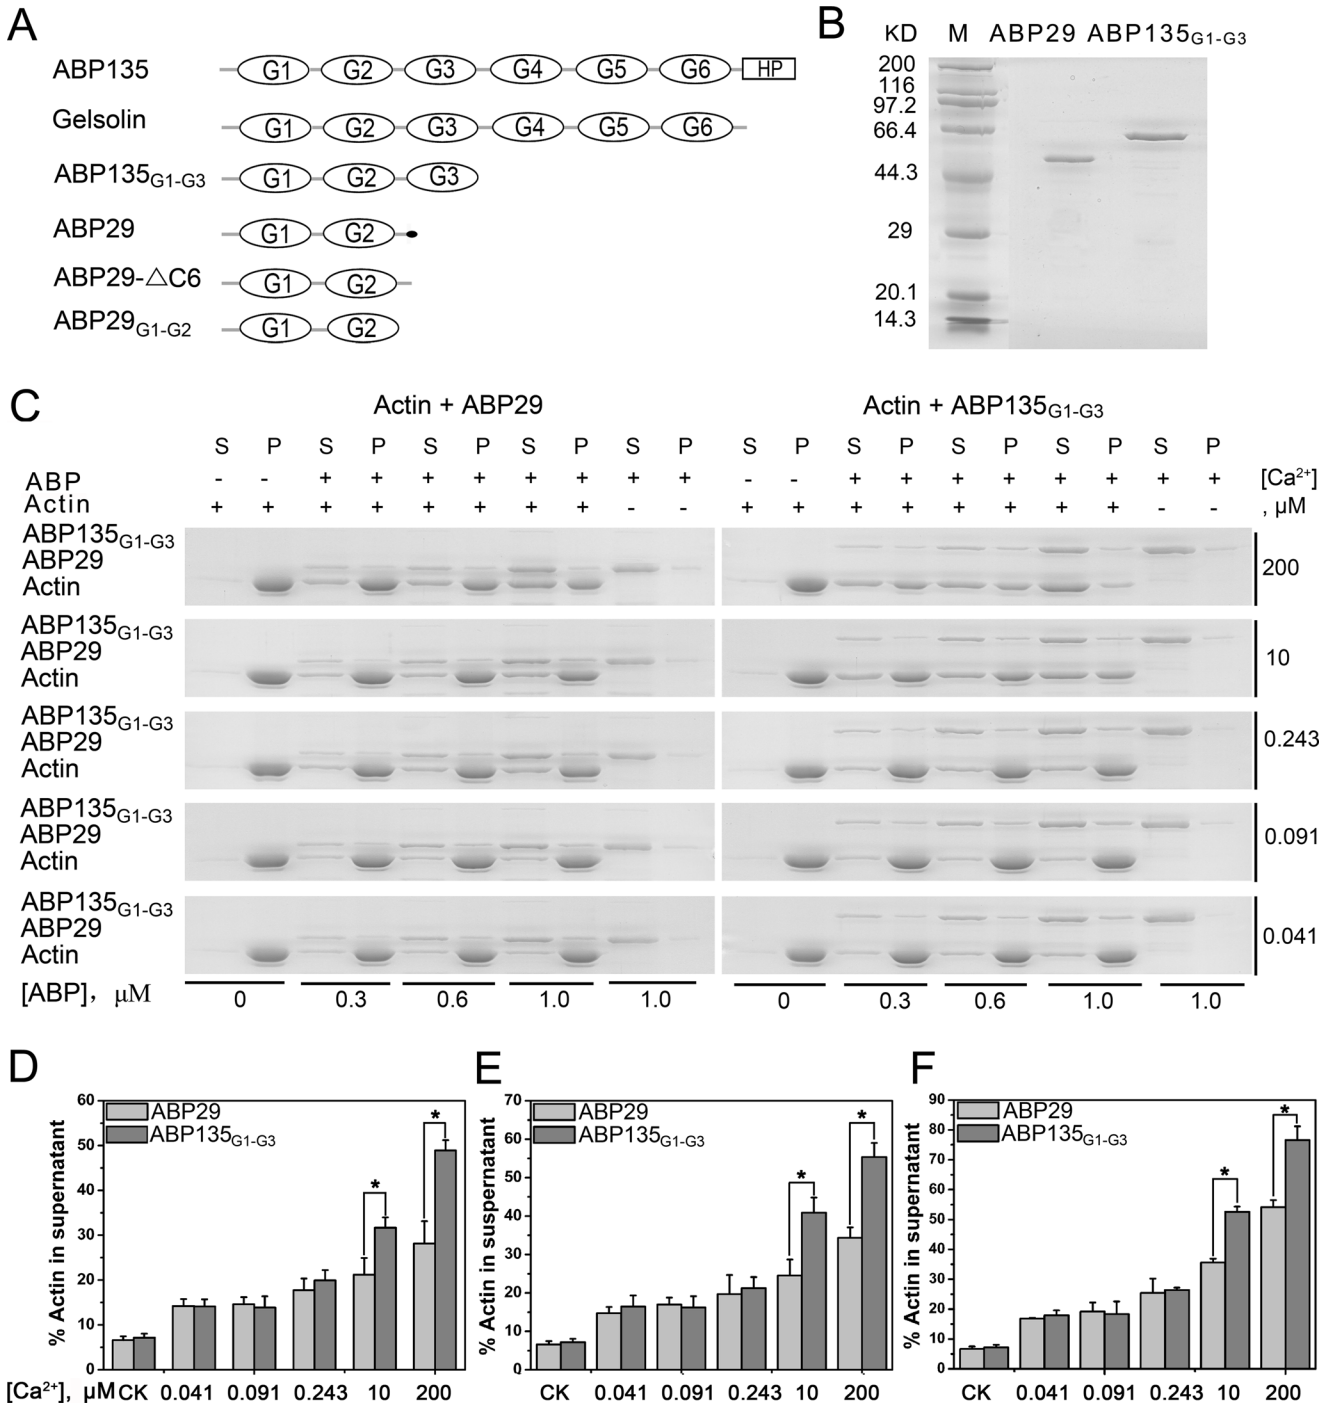 A
ABP135 G1 G2 G3 G4 G5 G6 HP
Gelsolin G1 G2 G3 G4 G5 G6
ABP135G1-G3 G1 G2 G3
ABP29 G1 G2
ABP29-△C6 G1 G2
ABP29G1-G2 G1 G2
B
KD M ABP29 ABP135G1-G3
200
116
97.2
66.4
44.3
29
20.1
14.3
C
Actin + ABP29 Actin + ABP135G1-G3
S P S P S P S P S P S P S P S P S P S P
ABP - - + + + + + + + + - - + + + + + + + + [Ca²⁺]
Actin + + + + + + + + - - + + + + + + + + - - , μM
ABP135G1-G3
ABP29
Actin
200
ABP135G1-G3
ABP29
Actin
10
ABP135G1-G3
ABP29
Actin
0.243
ABP135G1-G3
ABP29
Actin
0.091
ABP135G1-G3
ABP29
Actin
0.041
[ABP], μM 0 0.3 0.6 1.0 1.0 0 0.3 0.6 1.0 1.0
D
% Actin in supernatant
60
50
40
30
20
10
0
ABP29
ABP135G1-G3
* *
[Ca²⁺], μM CK 0.041 0.091 0.243 10 200
E
% Actin in suspernatant
70
60
50
40
30
20
10
0
ABP29
ABP135G1-G3
* *
CK 0.041 0.091 0.243 10 200
F
% Actin in supernatant
90
80
70
60
50
40
30
20
10
0
ABP29
ABP135G1-G3
* *
CK 0.041 0.091 0.243 10 200